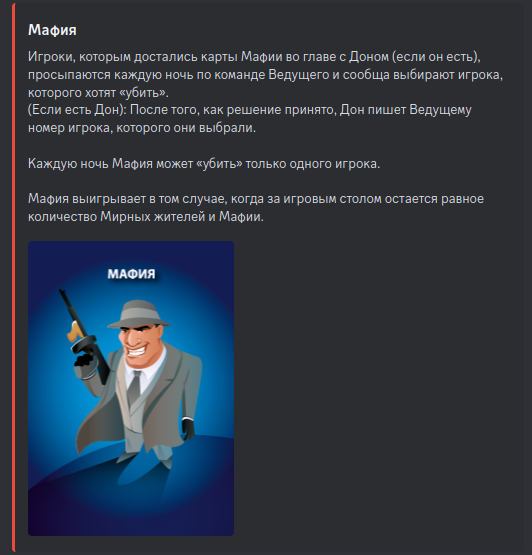 Мафия
Игроки, которым достались карты Мафии во главе с Доном (если он есть),
просыпаются каждую ночь по команде Ведущего и сообща выбирают игрока,
которого хотят «убить».
(Если есть Дон): После того, как решение принято, Дон пишет Ведущему
номер игрока, которого они выбрали.
Каждую ночь Мафия может «убить» только одного игрока.
Мафия выигрывает в том случае, когда за игровым столом остается равное
количество Мирных жителей и Мафии.
МАФИЯ